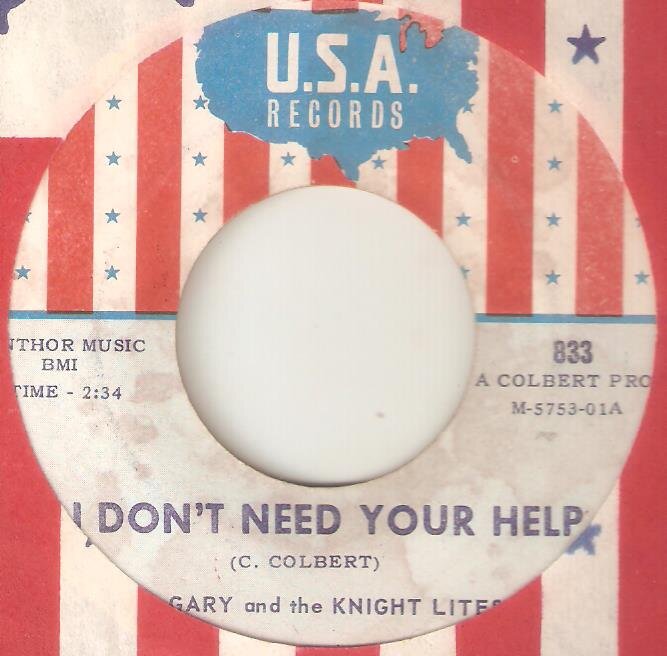 U.S.A.
RECORDS
NTHOR MUSIC
BMI
TIME - 2:34
833
A COLBERT PRO
M-5753-01A
I DON'T NEED YOUR HELP
(C. COLBERT)
GARY and the KNIGHT LITES